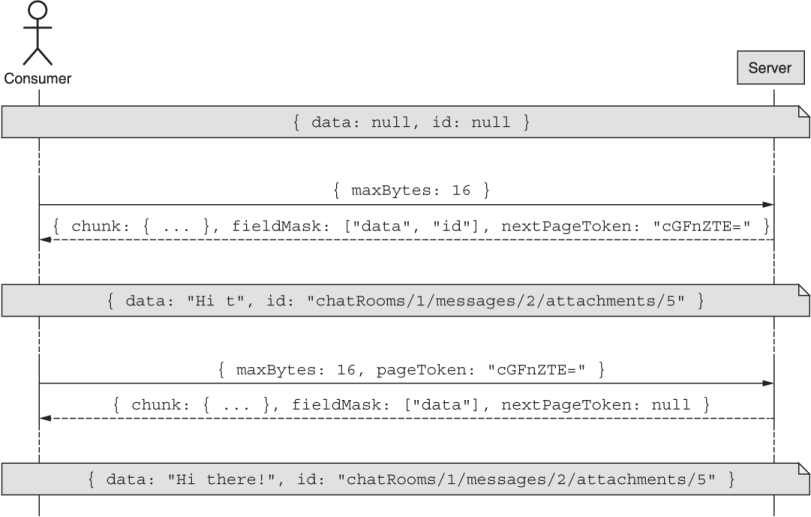 Consumer
Server
{ data: null, id: null }
{ maxBytes: 16 }
{ chunk: { ... }, fieldMask: ["data", "id"], nextPageToken: "cGFnZTE=" }
{ data: "Hi t", id: "chatRooms/1/messages/2/attachments/5" }
{ maxBytes: 16, pageToken: "cGFnZTE=" }
{ chunk: { ... }, fieldMask: ["data"], nextPageToken: null }
{ data: "Hi there!", id: "chatRooms/1/messages/2/attachments/5" }